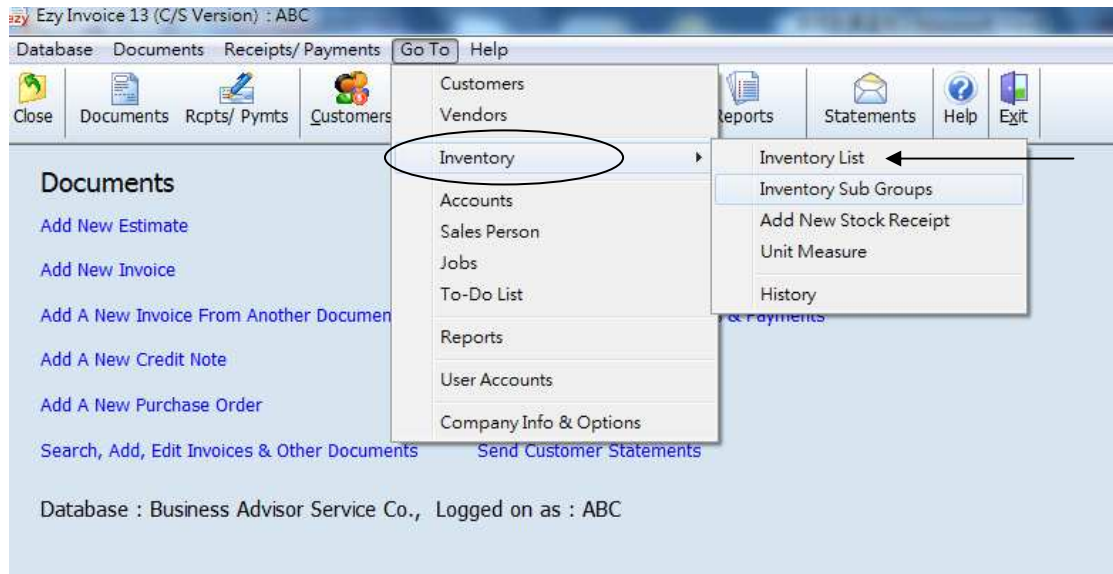 ezy Ezy Invoice 13 (C/S Version) : ABC
Database Documents Receipts/ Payments Go To Help
Close Documents Rcpts/ Pymts Customers Reports Statements Help Exit
Customers
Vendors
Inventory
Accounts
Sales Person
Jobs
To-Do List
Reports
User Accounts
Company Info & Options
Inventory List
Inventory Sub Groups
Add New Stock Receipt
Unit Measure
History
Documents
Add New Estimate
Add New Invoice
Add A New Invoice From Another Documen
& Payments
Add A New Credit Note
Add A New Purchase Order
Search, Add, Edit Invoices & Other Documents Send Customer Statements
Database : Business Advisor Service Co., Logged on as : ABC